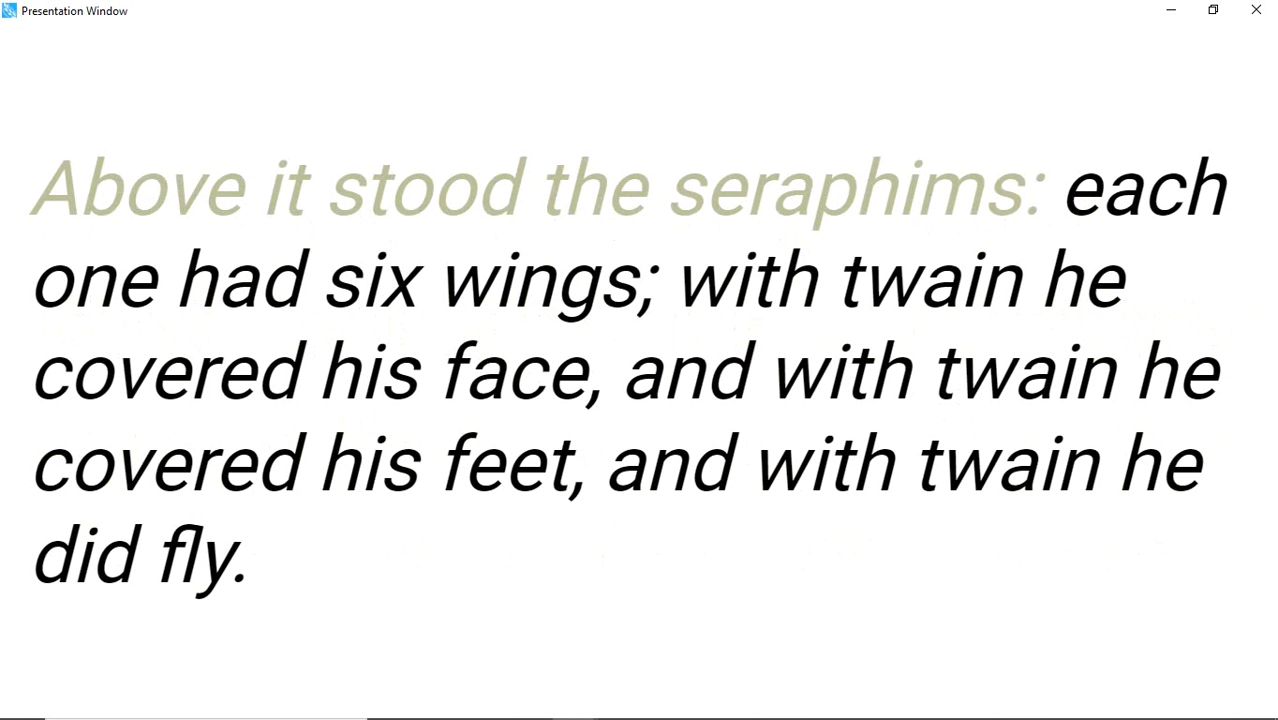 Presentation Window
Above it stood the seraphims: each
one had six wings; with twain he
covered his face, and with twain he
covered his feet, and with twain he
did fly.